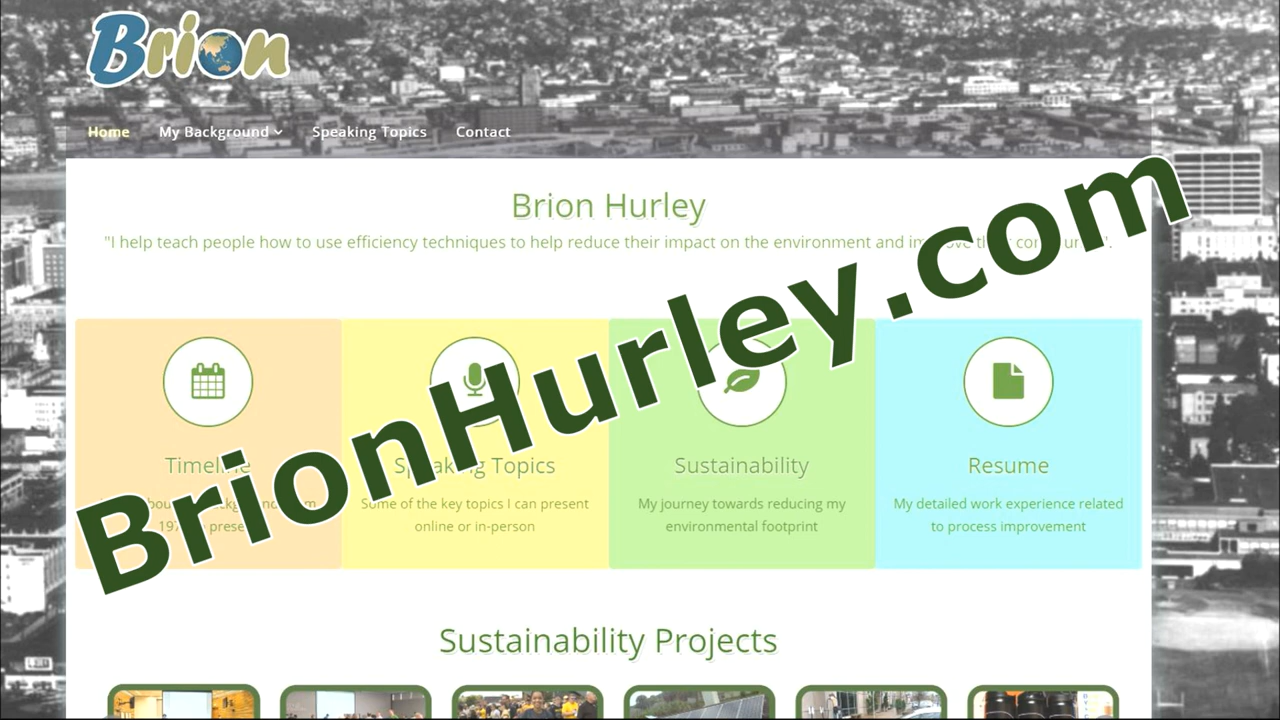 Brion
Home My Background Speaking Topics Contact
Brion Hurley
"I help teach people how to use efficiency techniques to help reduce their impact on the environment and
BrionHurley.com
Timeline
Speaking Topics
Some of the key topics I can present
online or in-person
Sustainability
My journey towards reducing my
environmental footprint
Resume
My detailed work experience related
to process improvement
Sustainability Projects